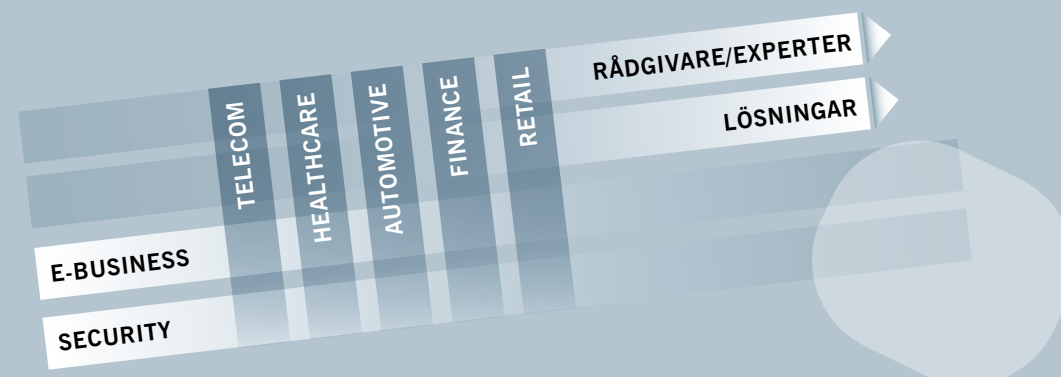 RÅDGIVARE/EXPERTER
LÖSNINGAR
TELECOM
HEALTHCARE
AUTOMOTIVE
FINANCE
RETAIL
E-BUSINESS
SECURITY